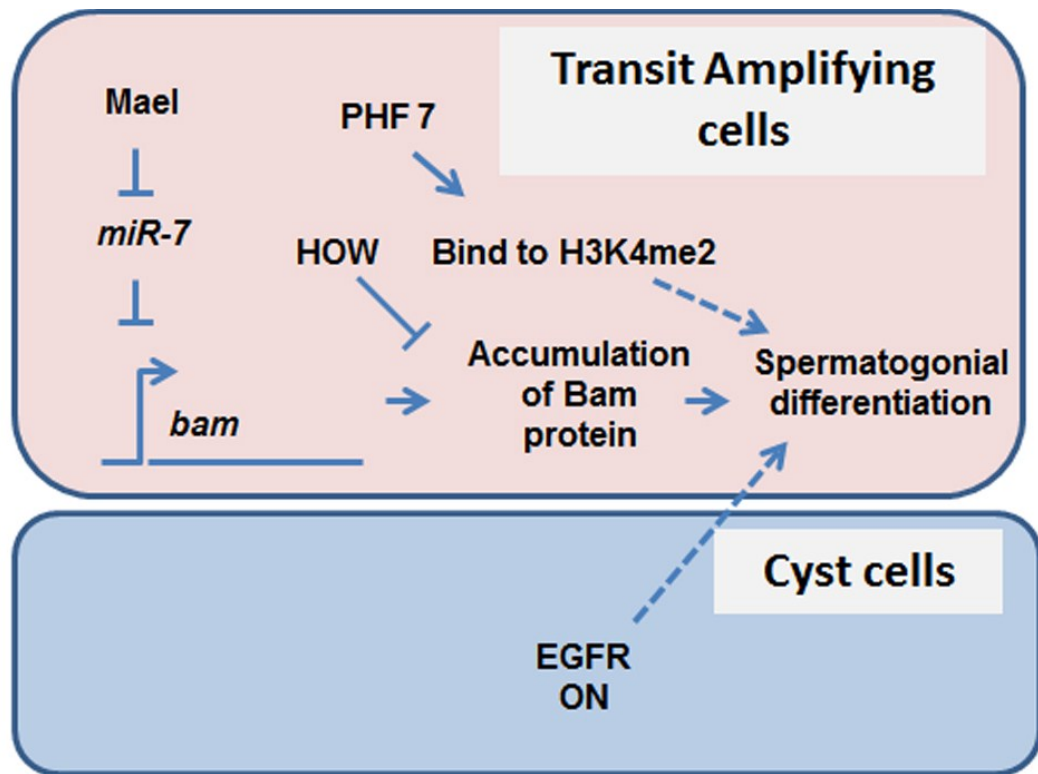 Transit Amplifying
cells
Mael
PHF 7
miR-7
HOW
Bind to H3K4me2
Accumulation
of Bam
protein
Spermatogonial
differentiation
bam
Cyst cells
EGFR
ON